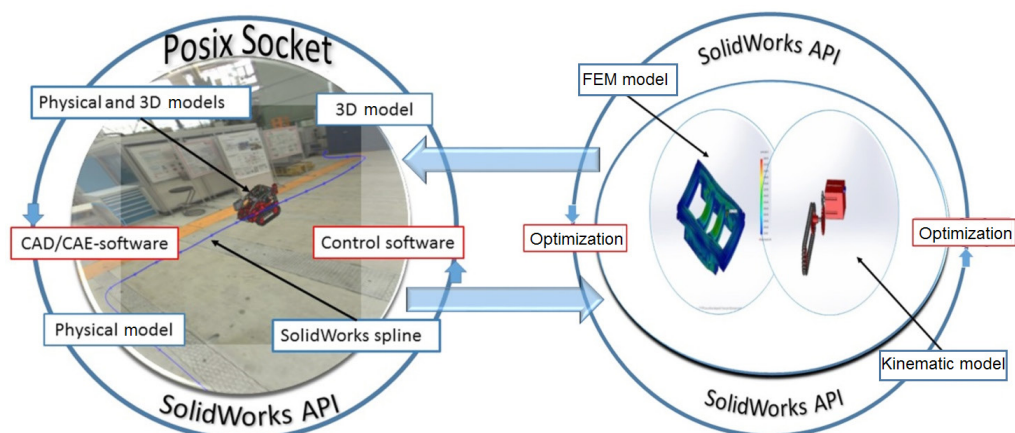 Posix Socket
Physical and 3D models
3D model
CAD/CAE-software
Control software
Physical model
SolidWorks spline
SolidWorks API
SolidWorks API
FEM model
Optimization
Optimization
Kinematic model
SolidWorks API